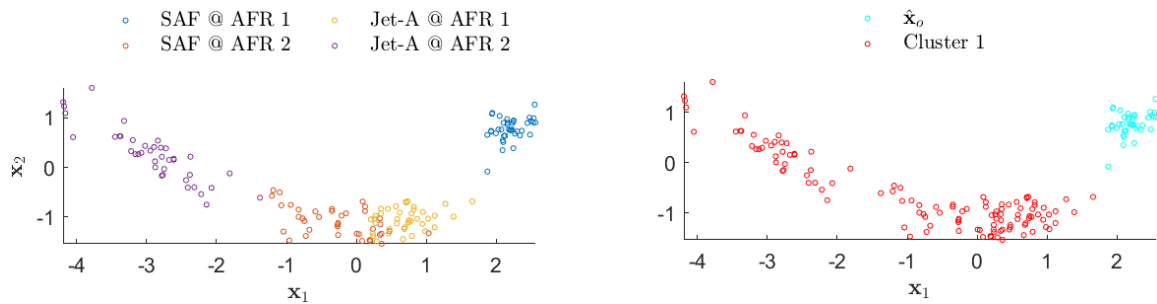 SAF @ AFR 1
Jet-A @ AFR 1
SAF @ AFR 2
Jet-A @ AFR 2
1
0
-1
x₂
-4 -3 -2 -1 0 1 2
x₁
x̂ₒ
Cluster 1
1
0
-1
-4 -3 -2 -1 0 1 2
x₁